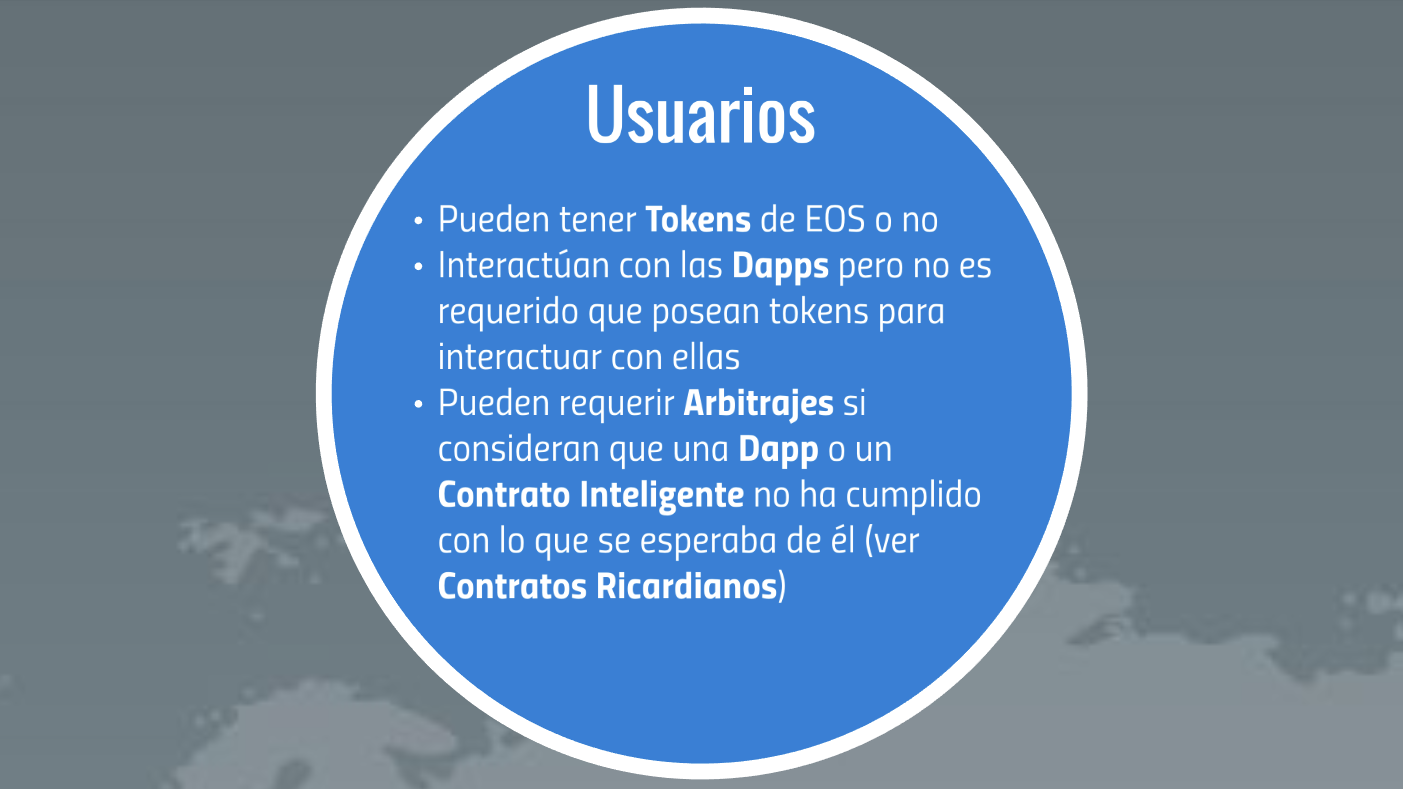 Usuarios
• Pueden tener Tokens de EOS o no
• Interactúan con las Dapps pero no es
requerido que posean tokens para
interactuar con ellas
• Pueden requerir Arbitrajes si
consideran que una Dapp o un
Contrato Inteligente no ha cumplido
con lo que se esperaba de él (ver
Contratos Ricardianos)